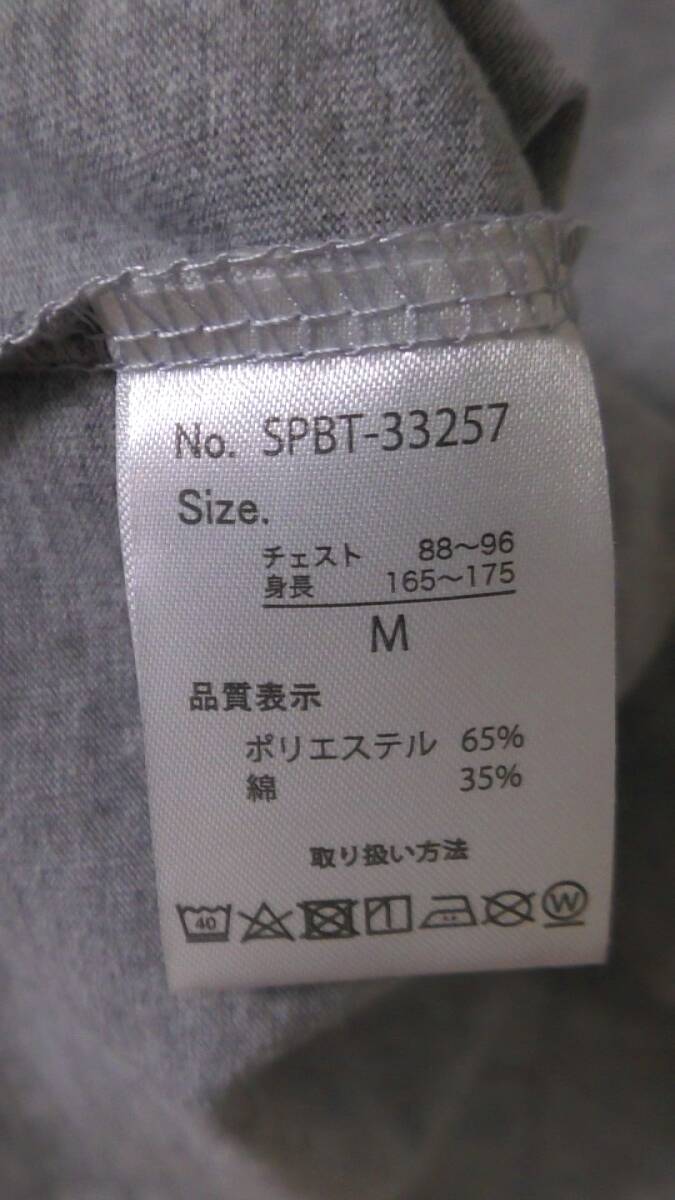 No. SPBT-33257
Size.
チェスト 88〜96
身長 165〜175
M
品質表示
ポリエステル 65%
綿 35%
取り扱い方法
40 W